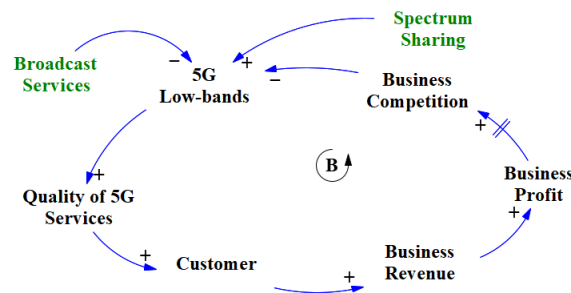 Spectrum
Sharing
Broadcast
Services
− + −
5G
Low-bands
Business
Competition
+
B
+
Quality of 5G
Services
Business
Profit
+
+
Customer
+
Business
Revenue